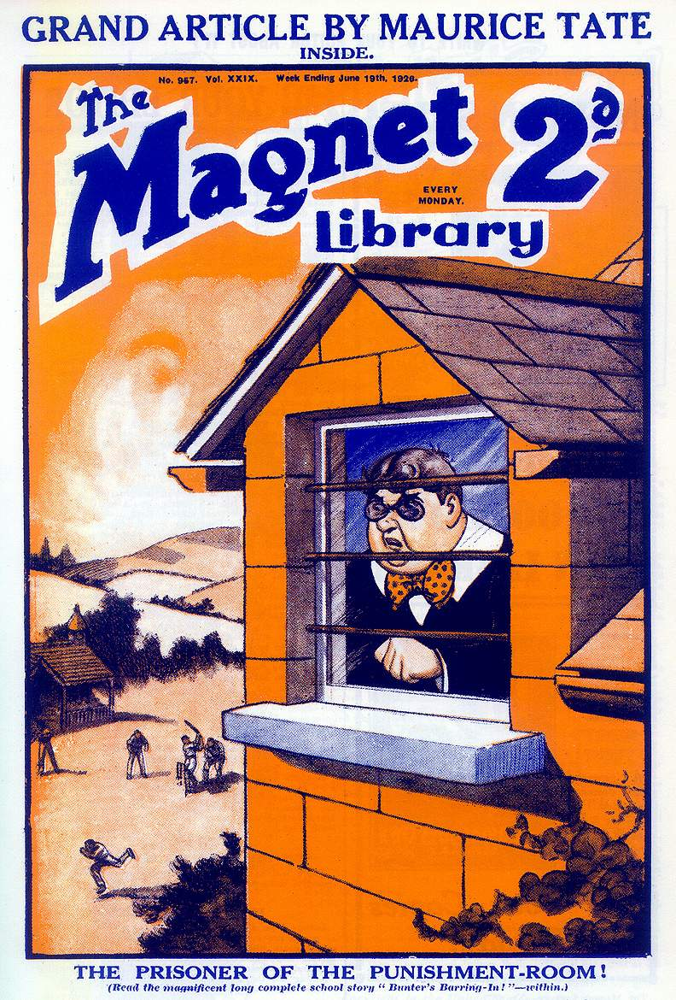 GRAND ARTICLE BY MAURICE TATE
INSIDE.
No. 957. Vol. XXIX. Week Ending June 19th, 1926.
The
Magnet
2d
EVERY
MONDAY.
Library
THE PRISONER OF THE PUNISHMENT-ROOM!
(Read the magnificent long complete school story "Bunter's Barring-In!"—within.)